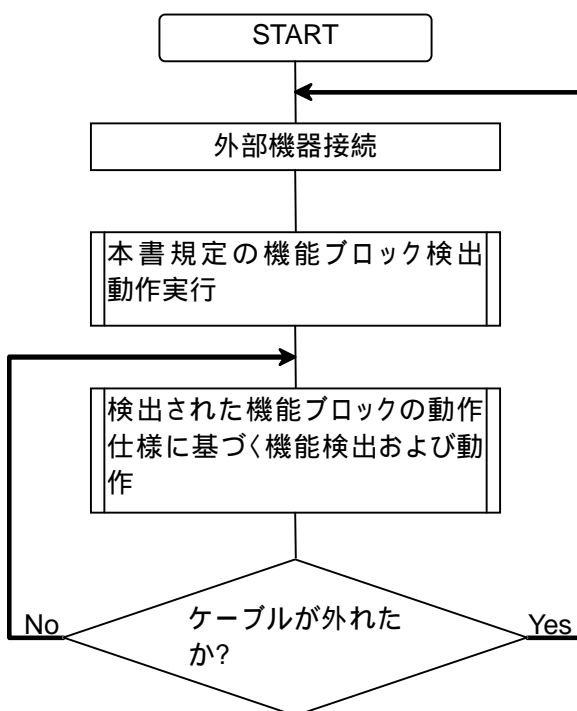 START
外部機器接続
本書規定の機能ブロック検出
動作実行
検出された機能ブロックの動作
仕様に基づく機能検出および動
作
ケーブルが外れた
か?
No
Yes